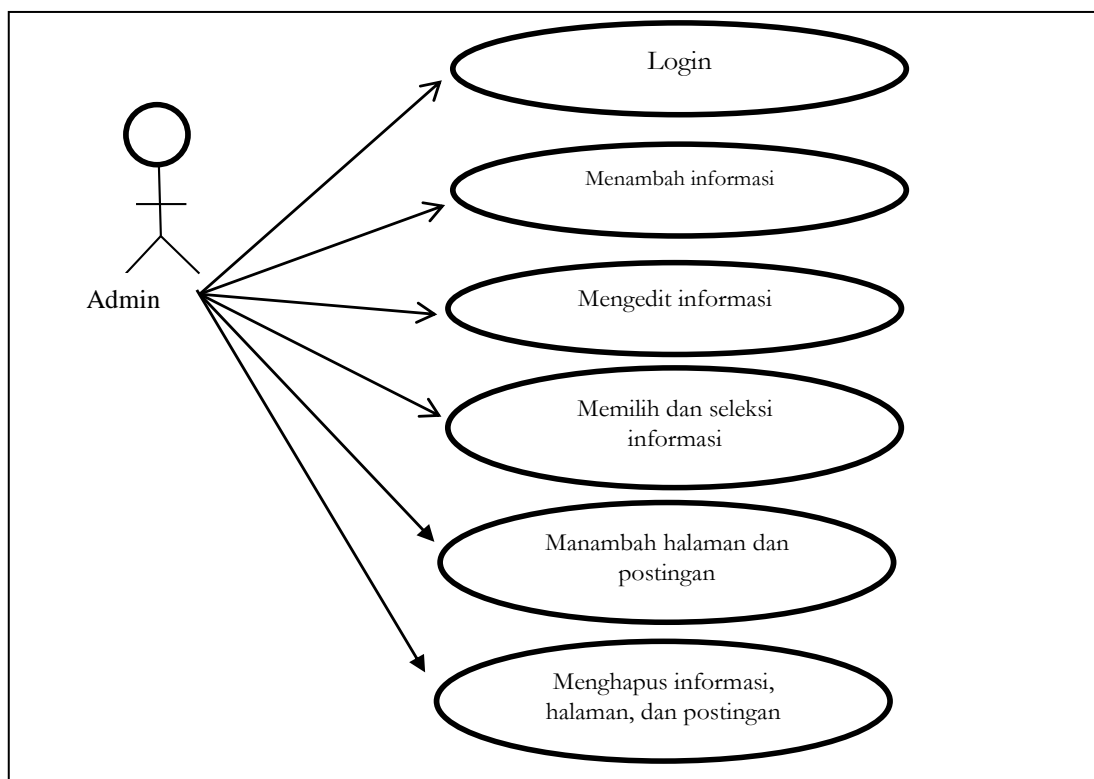 Login
Menambah informasi
Admin
Mengedit informasi
Memilih dan seleksi
informasi
Manambah halaman dan
postingan
Menghapus informasi,
halaman, dan postingan